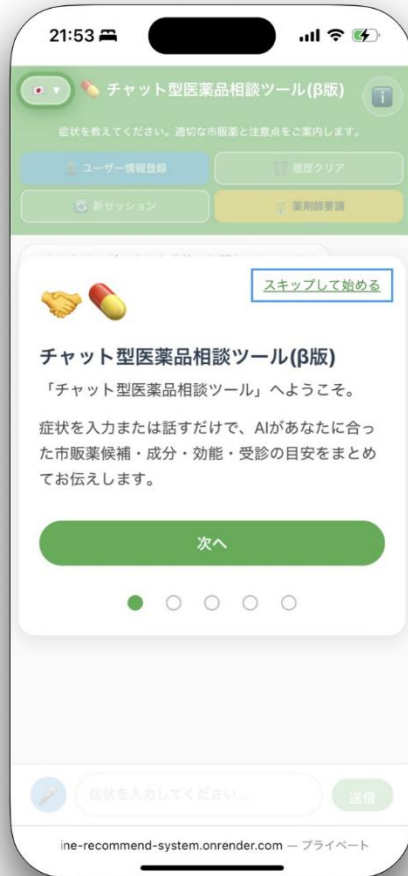 21:53
チャット型医薬品相談ツール(β版)
症状を教えてください。適切な市販薬と注意点をご案内します。
ユーザー情報登録
履歴クリア
新セッション
薬剤師要請
スキップして始める
チャット型医薬品相談ツール(β版)
「チャット型医薬品相談ツール」へようこそ。
症状を入力または話すだけで、AIがあなたに合っ
た市販薬候補・成分・効能・受診の目安をまとめ
てお伝えします。
次へ
症状を入力してください...
送信
ine-recommend-system.onrender.com — プライベート